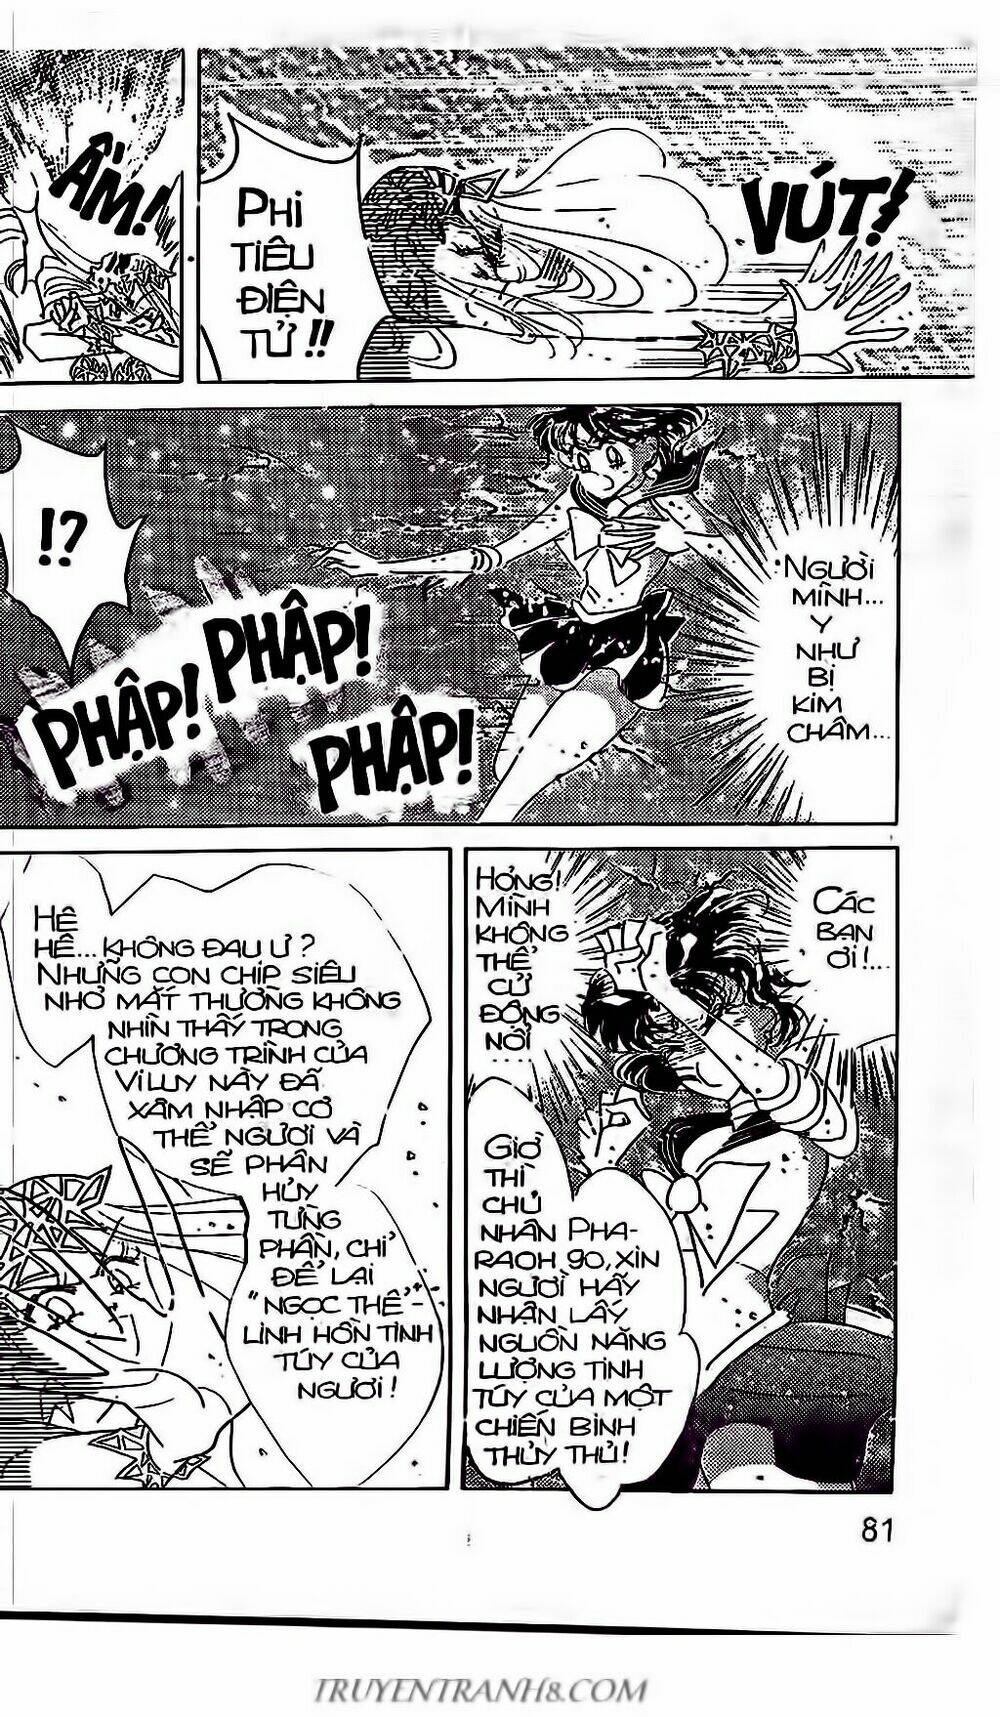 ẦM!
PHI
TIÊU
ĐIỆN
TỬ!!
VÚT!
!?
PHẬP!
PHẬP!
PHẬP!
NGƯỜI
MÌNH...
Y
NHƯ
BỊ
KIM
CHÂM...
HÊ
HÊ... KHÔNG ĐAU Ư?
NHƯNG CON CHIP SIÊU
NHỎ MẮT THƯỜNG KHÔNG
NHÌN THẤY TRONG
CHƯƠNG TRÌNH CỦA
VILUY NÀY ĐÃ
XÂM NHẬP CƠ
THỂ NGƯƠI VÀ
SẼ PHÂN
HỦY
TỪNG
PHẦN, CHỈ
ĐỂ LẠI
"NGỌC THỂ" -
LINH HỒN TINH
TÚY CỦA
NGƯƠI!
HỎNG!
MÌNH
KHÔNG
THỂ
CỬ
ĐỘNG
NỔI
CÁC
BẠN
ƠI!...
GIỜ
THÌ
CHỦ
NHÂN PHA-
RAOH 90, XIN
NGƯỜI HÃY
NHẬN LẤY
NGUỒN NĂNG
LƯỢNG TINH
TÚY CỦA MỘT
CHIẾN BINH
THỦY THỦ!
81
TRUYENTRANH8.COM